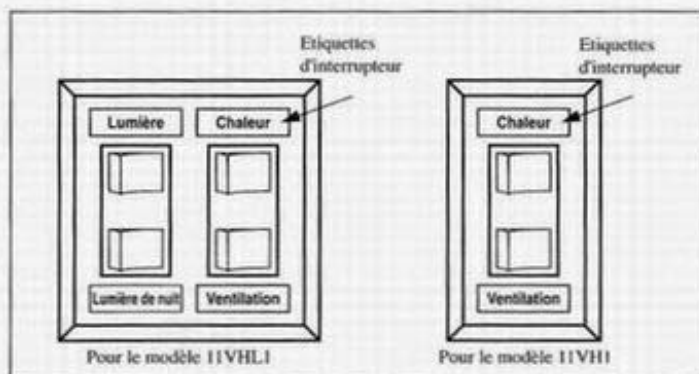 Etiquettes
d'interrupteur
Lumière
Chaleur
Lumière de nuit
Ventilation
Pour le modèle 11VHL1
Etiquettes
d'interrupteur
Chaleur
Ventilation
Pour le modèle 11VH1